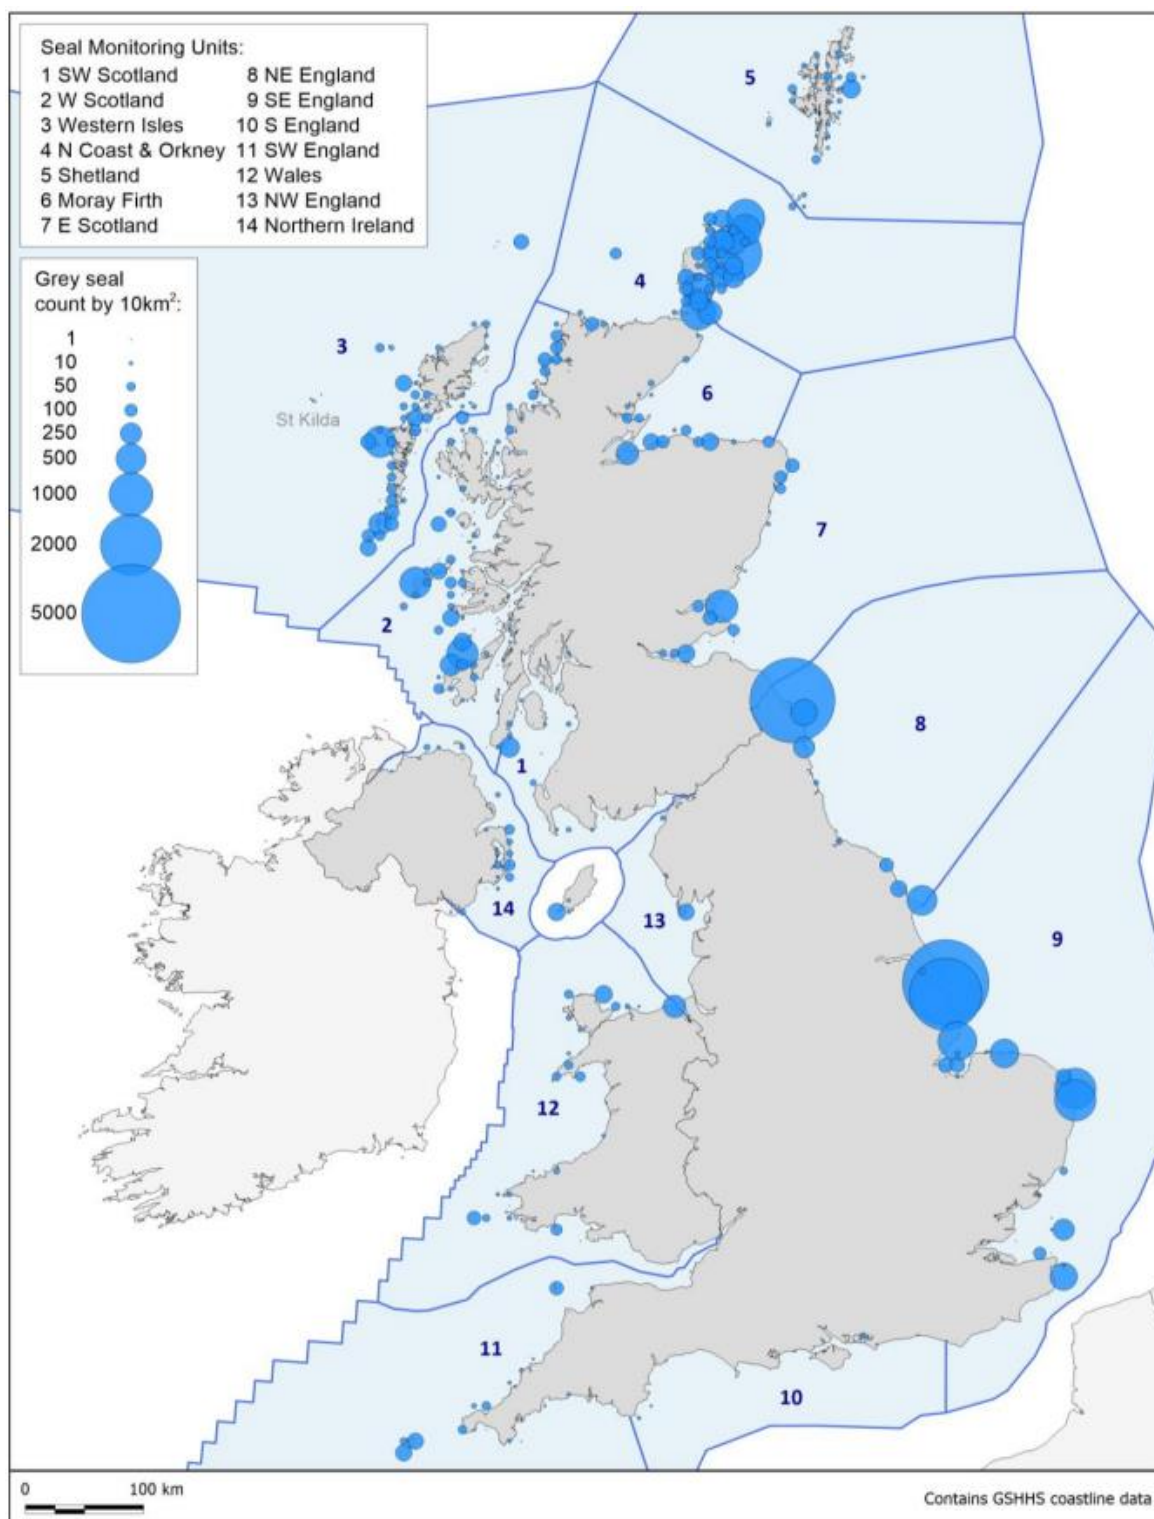 Seal Monitoring Units:
1 SW Scotland 8 NE England
2 W Scotland 9 SE England
3 Western Isles 10 S England
4 N Coast & Orkney 11 SW England
5 Shetland 12 Wales
6 Moray Firth 13 NW England
7 E Scotland 14 Northern Ireland
Grey seal
count by 10km²:
1
10
50
100
250
500
1000
2000
5000
5
4
3
St Kilda
6
7
2
8
1
14
13
9
12
11
10
0 100 km
Contains GSHHS coastline data